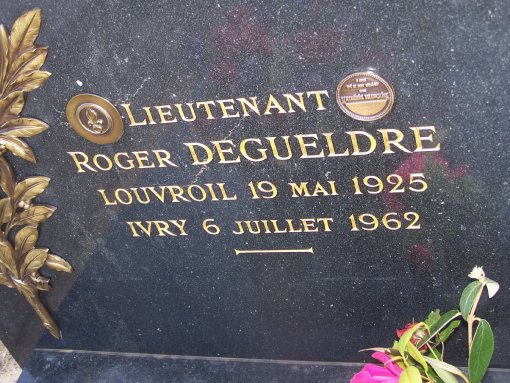 LIEUTENANT
ROGER DEGUELDRE
LOUVROIL 19 MAI 1925
IVRY 6 JUILLET 1962